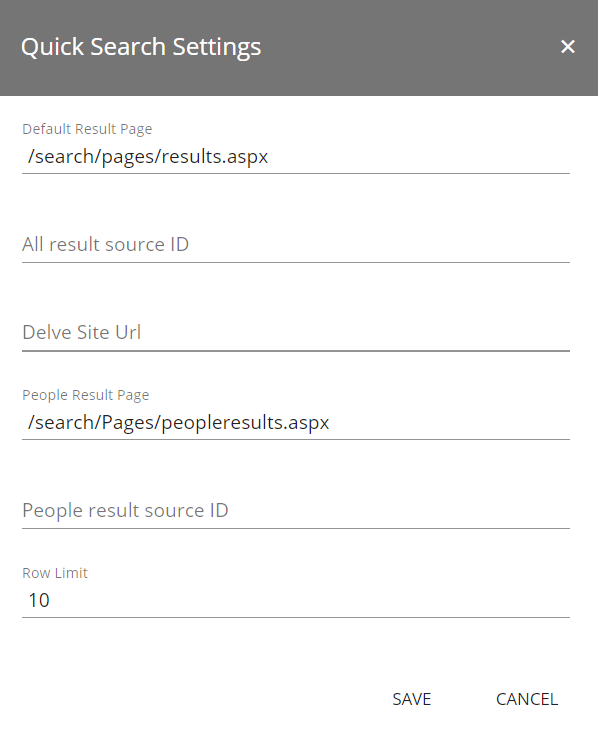 Quick Search Settings ×
Default Result Page
/search/pages/results.aspx
All result source ID
Delve Site Url
People Result Page
/search/Pages/peopleresults.aspx
People result source ID
Row Limit
10
SAVE CANCEL